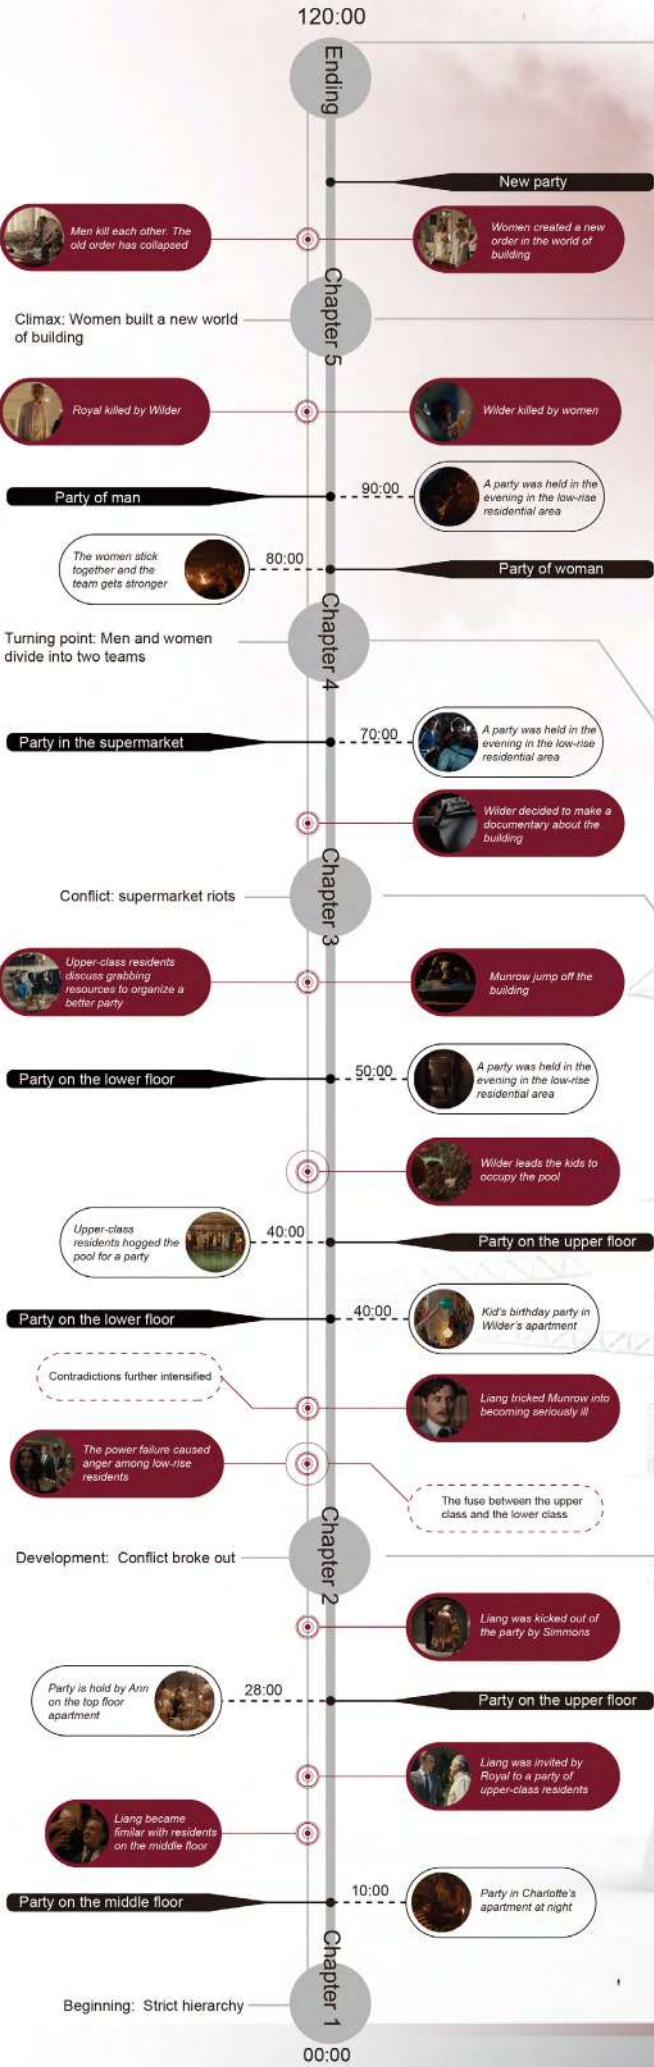 120:00
Ending
New party
Men kill each other. The
old order has collapsed
Women created a new
order in the world of
building
Chapter 5
Climax: Women built a new world
of building
Royal killed by Wilder
Wilder killed by women
Party of man
90:00
A party was held in the
evening in the low-rise
residential area
The women stick
together and the
team gets stronger
80:00
Party of woman
Chapter 4
Turning point: Men and women
divide into two teams
Party in the supermarket
70:00
A party was held in the
evening in the low-rise
residential area
Wilder decided to make a
documentary about the
building
Chapter 3
Conflict: supermarket riots
Upper-class residents
discuss grabbing
resources to organize a
better party
Munrow jump off the
building
Party on the lower floor
50:00
A party was held in the
evening in the low-rise
residential area
Wilder leads the kids to
occupy the pool
Upper-class
residents hogged the
pool for a party
40:00
Party on the upper floor
Party on the lower floor
40:00
Kid's birthday party in
Wilder's apartment
Contradictions further intensified
Liang tricked Munrow into
becoming seriously ill
The power failure caused
anger among low-rise
residents
The fuse between the upper
class and the lower class
Chapter 2
Development: Conflict broke out
Liang was kicked out of
the party by Simmons
Party is hold by Ann
on the top floor
apartment
28:00
Party on the upper floor
Liang was invited by
Royal to a party of
upper-class residents
Liang became
fimilar with residents
on the middle floor
Party on the middle floor
10:00
Party in Charlotte's
apartment at night
Chapter 1
Beginning: Strict hierarchy
00:00